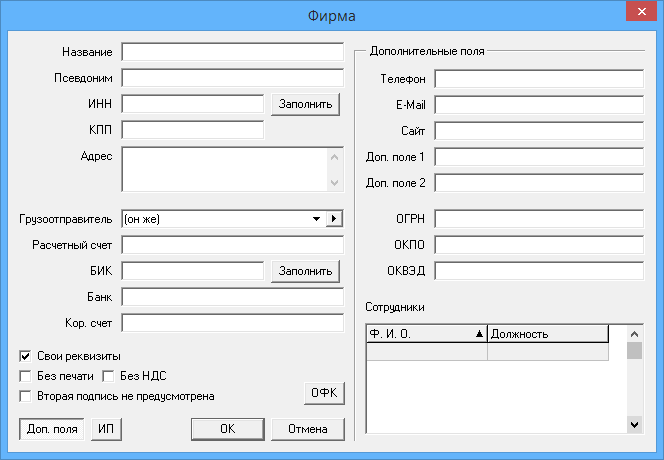 Фирма
Название
Псевдоним
ИНН
Заполнить
КПП
Адрес
Грузоотправитель
(он же)
Расчетный счет
БИК
Заполнить
Банк
Кор. счет
Свои реквизиты
Без печати
Без НДС
Вторая подпись не предусмотрена
ОФК
Доп. поля
ИП
OK
Отмена
Дополнительные поля
Телефон
E-Mail
Сайт
Доп. поле 1
Доп. поле 2
ОГРН
ОКПО
ОКВЭД
Сотрудники
Ф. И. О.
Должность